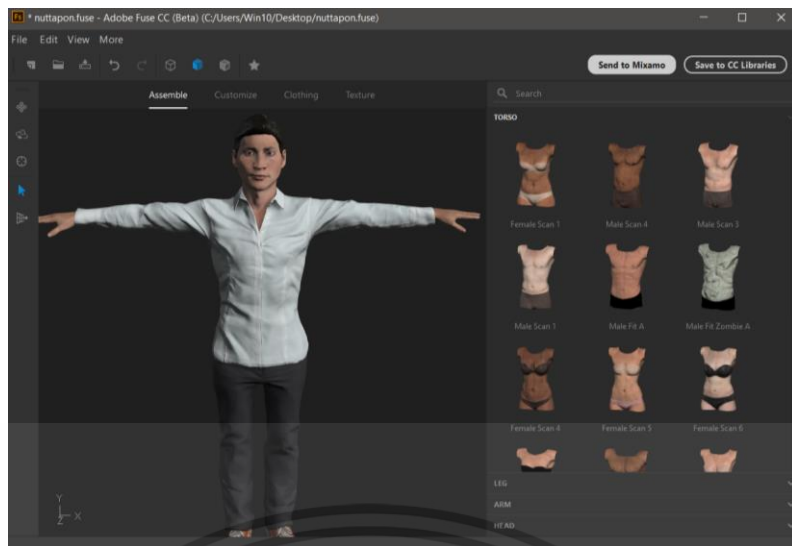 Fs * nuttapon.fuse - Adobe Fuse CC (Beta) (C:/Users/Win10/Desktop/nuttapon.fuse)
File Edit View More
Send to Mixamo Save to CC Libraries
Assemble Customize Clothing Texture
Search
TORSO
Female Scan 1 Male Scan 4 Male Scan 3
Male Scan 1 Male Fit A Male Fit Zombie A
Female Scan 4 Female Scan 5 Female Scan 6
LEG
ARM
HEAD
Y
Z X